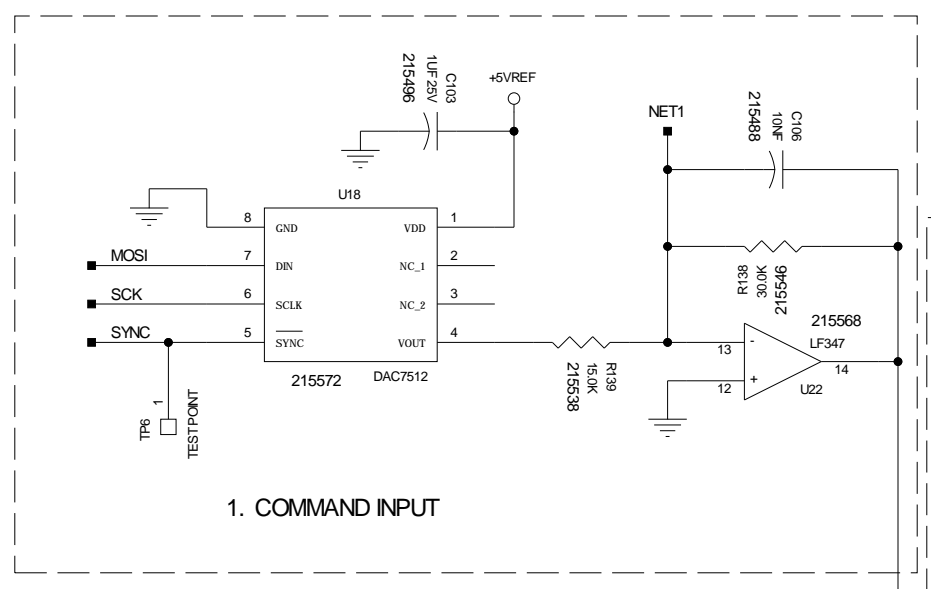 C103
1UF 25V
215496
+5VREF
NET1
C106
10NF
215488
U18
8
GND
VDD
1
MOSI
7
DIN
NC_1
2
SCK
6
SCLK
NC_2
3
SYNC
5
SYNC
VOUT
4
215572
DAC7512
R139
15.0K
215538
R138
30.0K
215546
215568
LF347
13
-
12
+
14
U22
1
TP6
TEST POINT
1. COMMAND INPUT